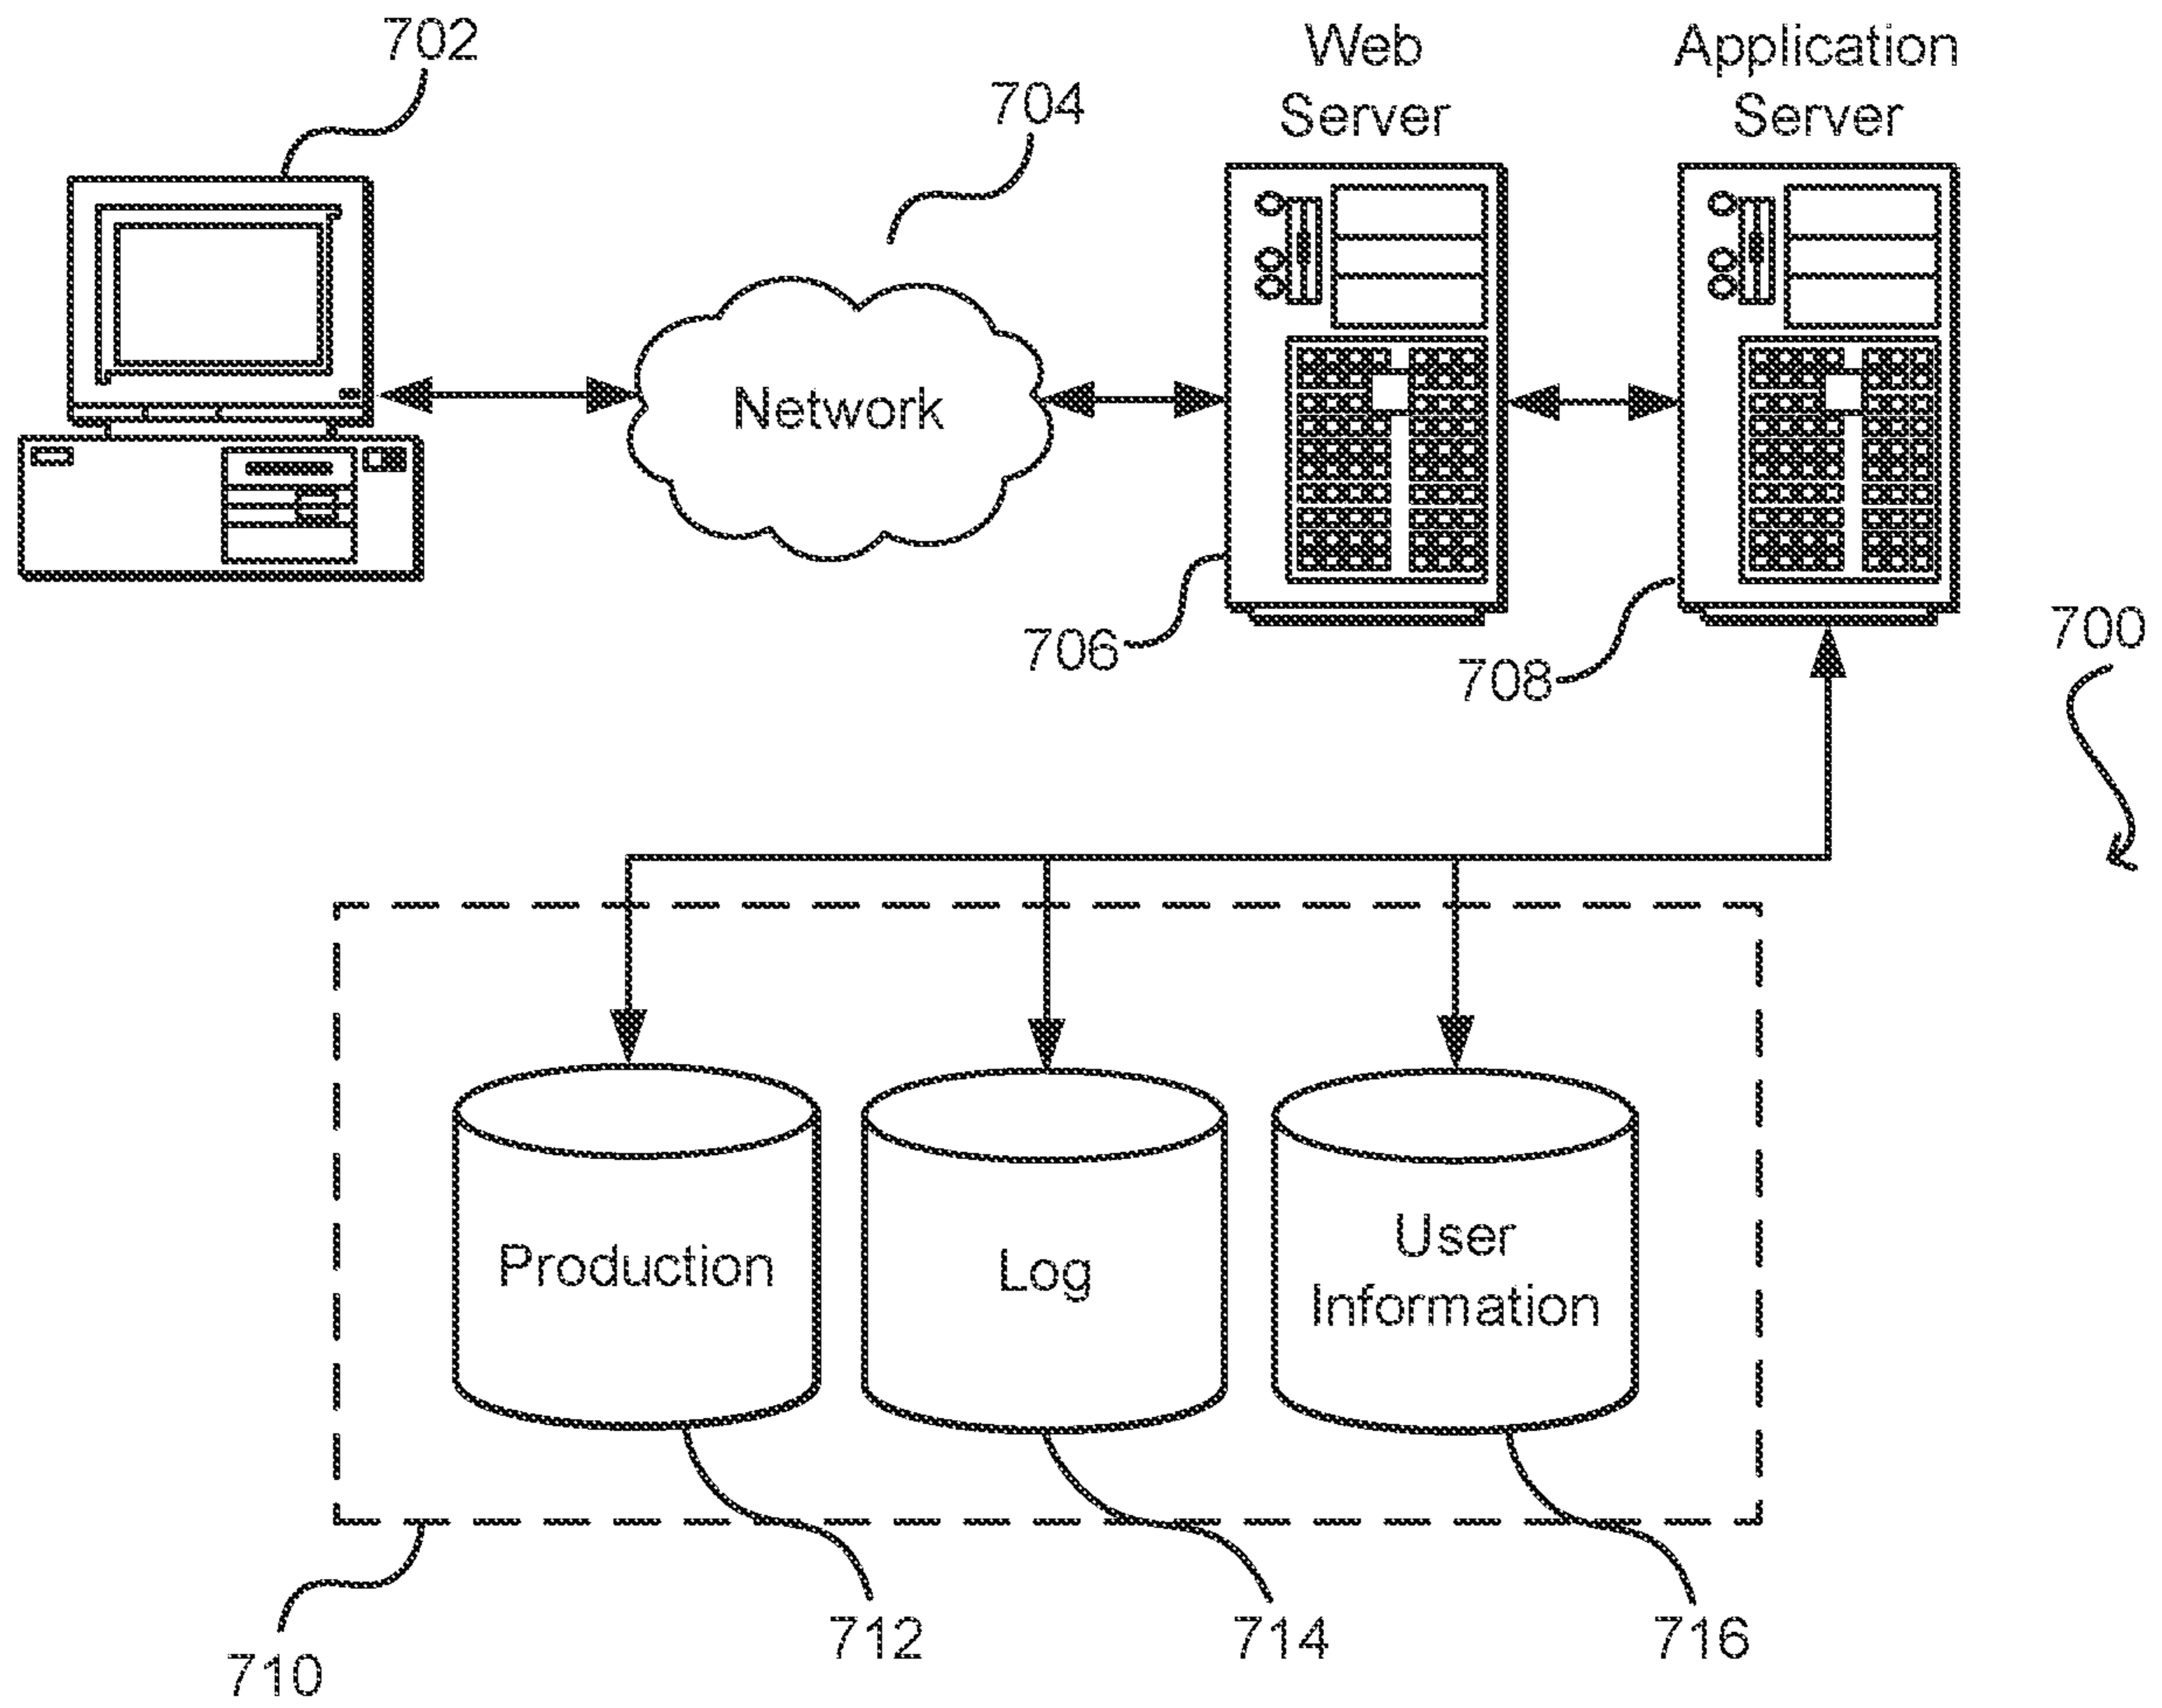 702
704
Web
Server
Application
Server
Network
706
708
700
Production
Log
User
Information
710
712
714
716